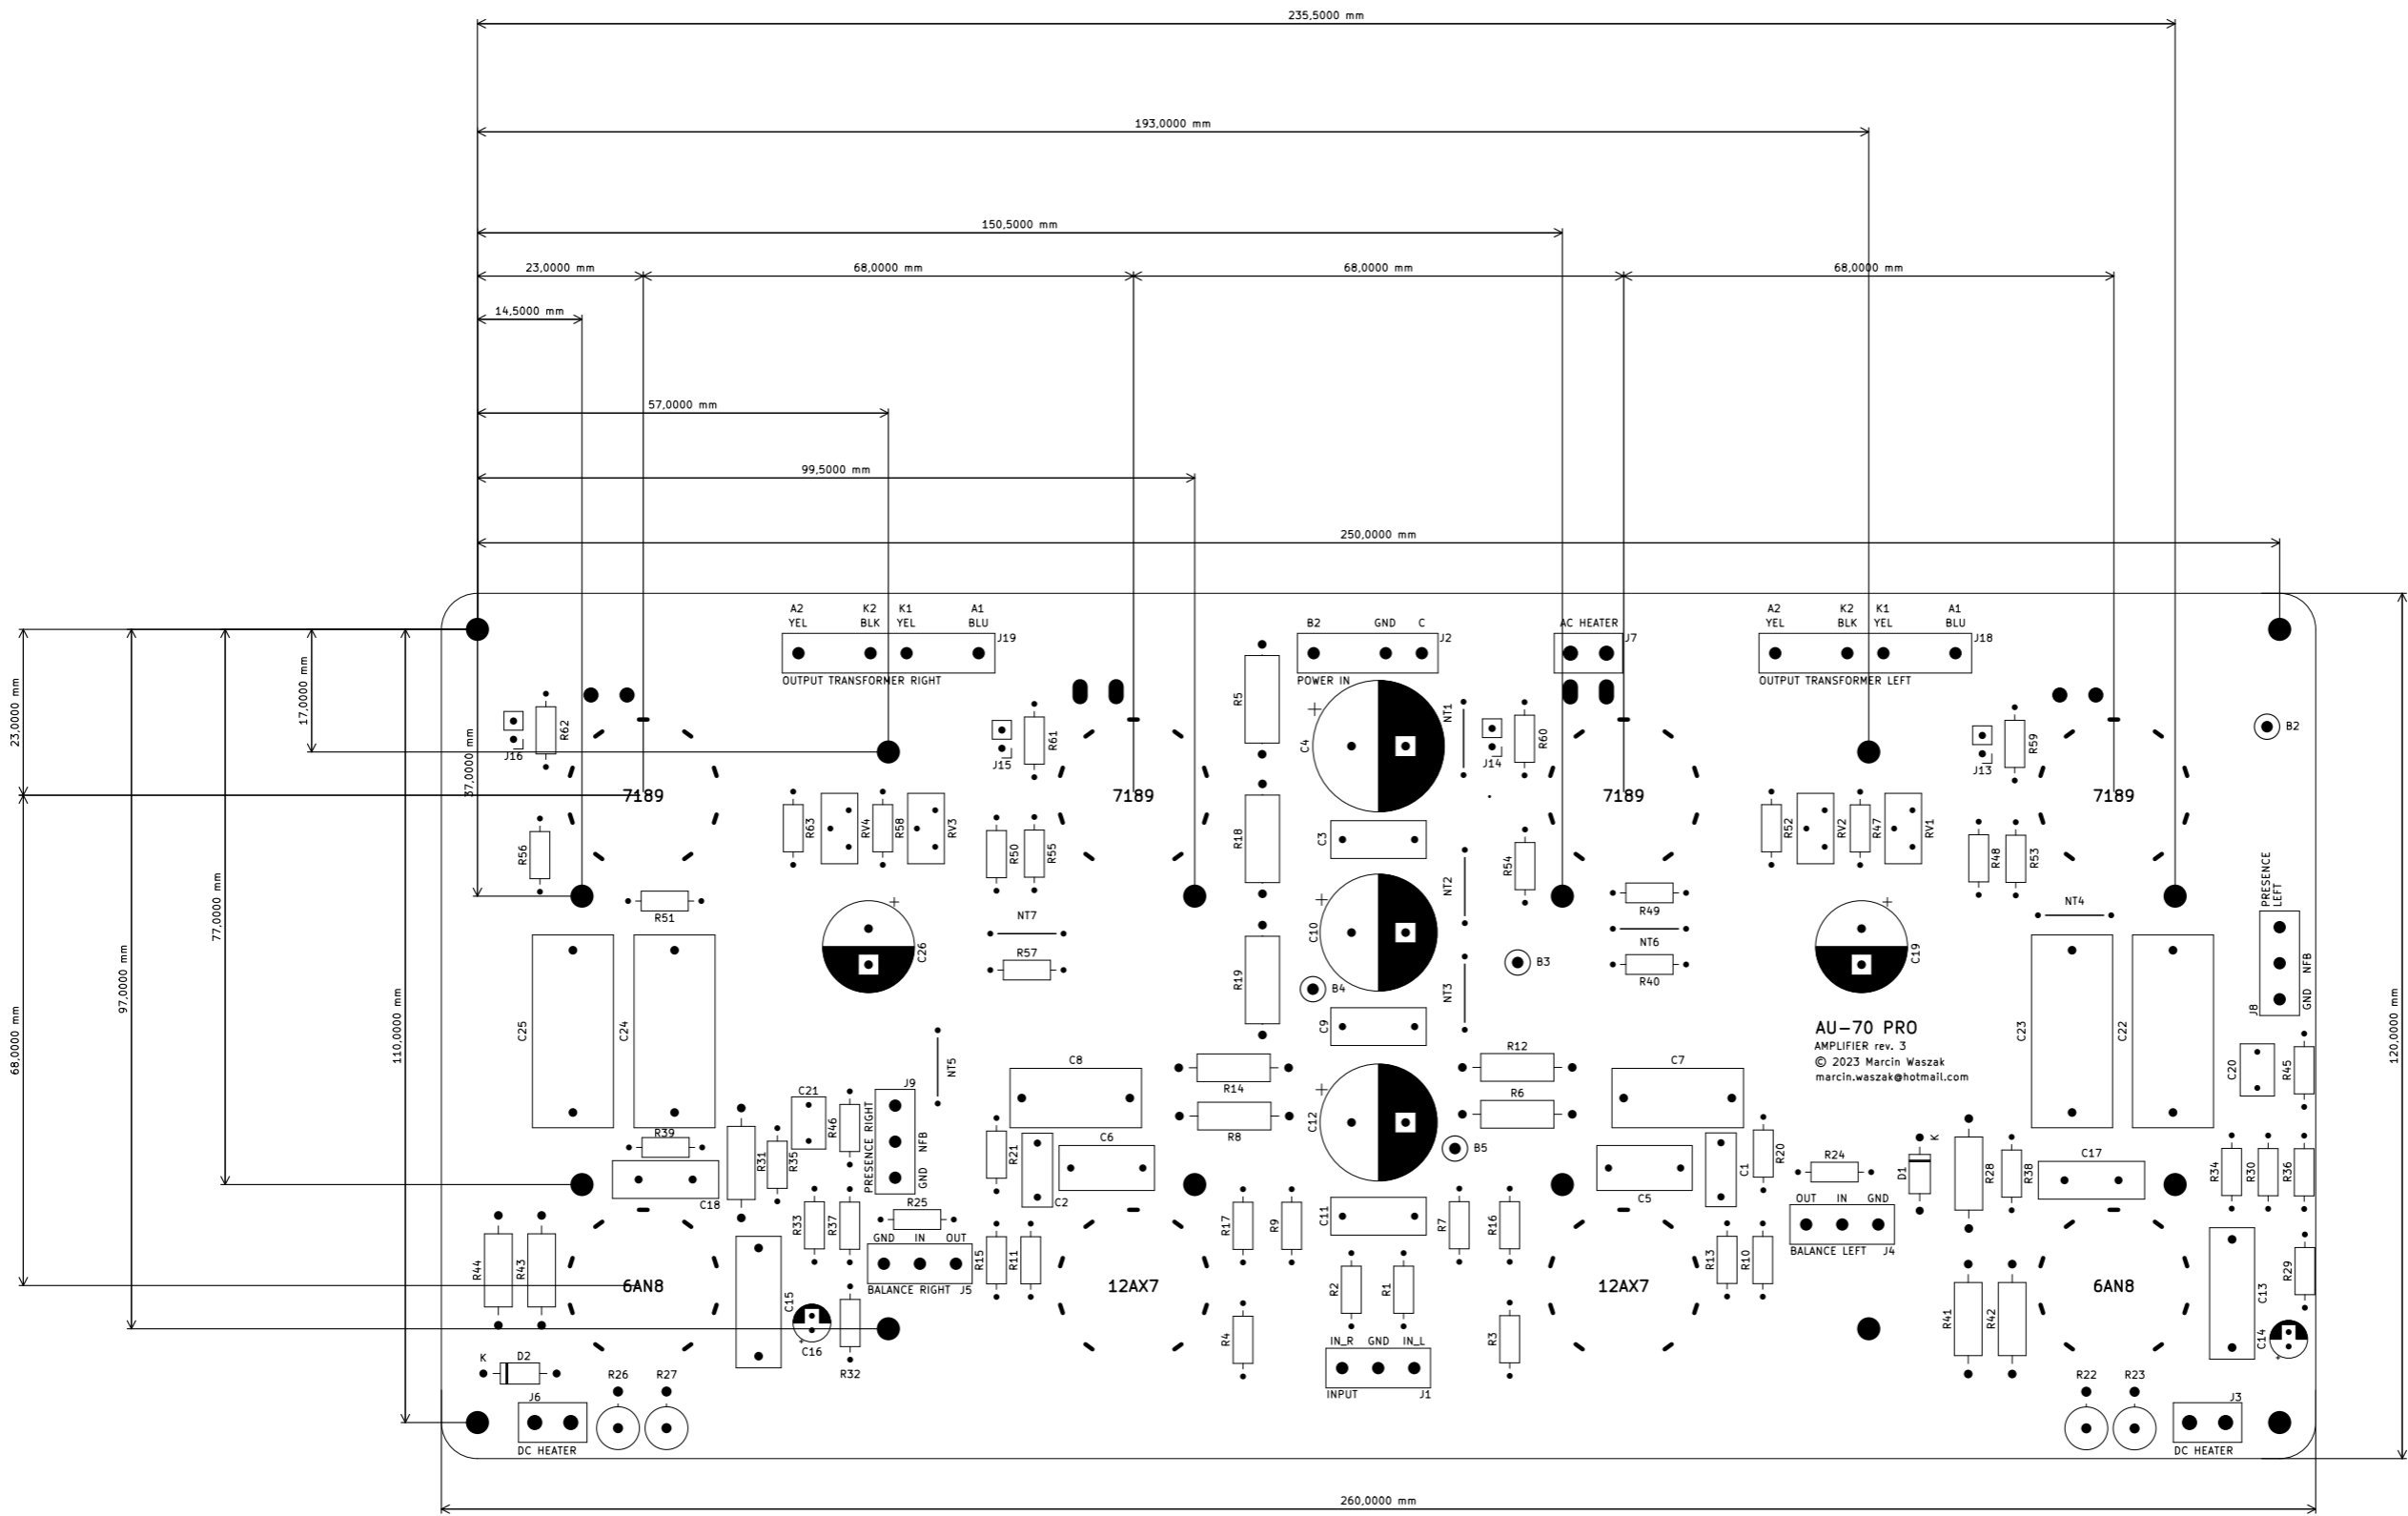 235,5000 mm
193,0000 mm
150,5000 mm
23,0000 mm
68,0000 mm
68,0000 mm
68,0000 mm
14,5000 mm
57,0000 mm
99,5000 mm
250,0000 mm
A2 K2 K1 A1
YEL BLK YEL BLU
J19
OUTPUT TRANSFORMER RIGHT
B2 GND C
J2
POWER IN
AC HEATER
J7
A2 K2 K1 A1
YEL BLK YEL BLU
J18
OUTPUT TRANSFORMER LEFT
23,0000 mm
17,0000 mm
37,0000 mm
77,0000 mm
97,0000 mm
110,0000 mm
68,0000 mm
120,0000 mm
J16
R62
J15
R61
R5
C4
NT1
J14
R60
J13
R59
B2
7189
7189
7189
7189
R56
R63
RV4
R58
RV3
R50
R55
R18
C3
NT2
R54
R52
RV2
R47
RV1
R48
R53
PRESENCE
LEFT
R51
C26
NT7
R57
R19
C10
B4
NT3
B3
R49
NT6
R40
C19
NT4
GND NFB
J8
C25
C24
C9
AU-70 PRO
AMPLIFIER rev. 3
© 2023 Marcin Waszak
marcin.waszak@hotmail.com
C23
C22
C20
R45
NT5
C8
R14
R8
C12
R12
R6
B5
C7
R39
C18
R31
R35
C21
R46
J9
PRESENCE RIGHT
GND NFB
R21
C2
C6
C5
C1
R20
R24
D1
K
R28
R38
C17
R34
R30
R36
R44
R43
R33
R37
R25
GND IN OUT
BALANCE RIGHT J5
R15
R11
R17
R9
C11
R7
R16
R13
R10
OUT IN GND
BALANCE LEFT J4
R29
C13
6AN8
12AX7
12AX7
6AN8
C15
C16
R32
R4
R2
R1
R3
IN_R GND IN_L
INPUT J1
R41
R42
C14
K
D2
R26
R27
J6
DC HEATER
R22
R23
J3
DC HEATER
260,0000 mm